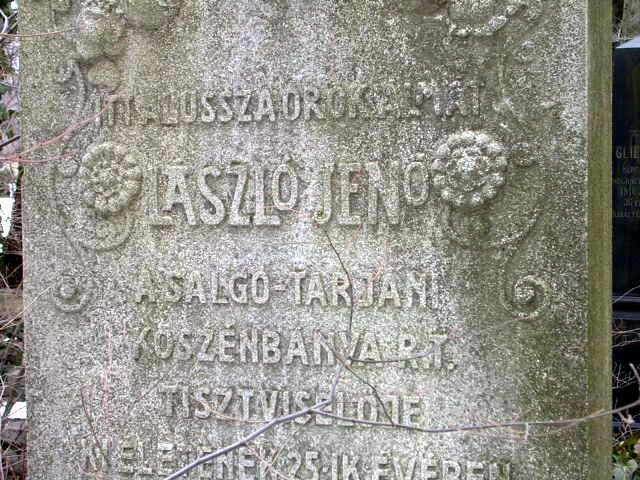 ITT ALUSSZA ÖRÖK ÁLMÁT
LÁSZLÓ JENŐ
A SALGÓ-TARJÁNI
KŐSZÉNBÁNYA R.T.
TISZTVISELŐJE
ÉLETÉNEK 25-IK ÉVÉBEN